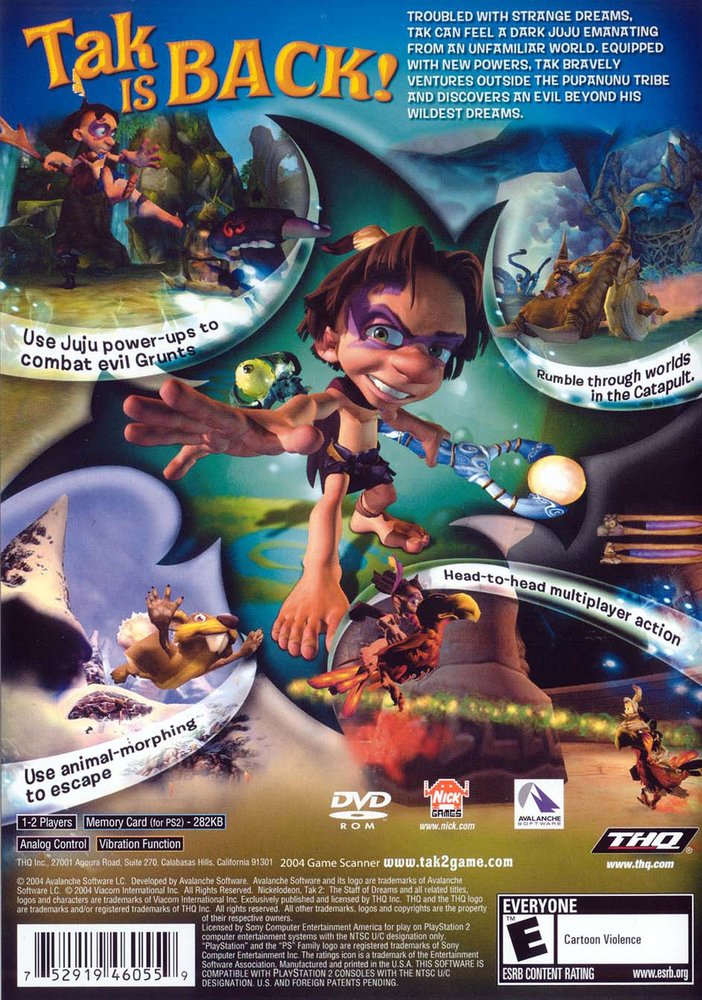 Tak
IS BACK!
TROUBLED WITH STRANGE DREAMS,
TAK CAN FEEL A DARK JUJU EMANATING
FROM AN UNFAMILIAR WORLD. EQUIPPED
WITH NEW POWERS, TAK BRAVELY
VENTURES OUTSIDE THE PUPANUNU TRIBE
AND DISCOVERS AN EVIL BEYOND HIS
WILDEST DREAMS.
Use Juju power-ups to
combat evil Grunts
Rumble through worlds
in the Catapult.
Head-to-head multiplayer action
Use animal-morphing
to escape
1-2 Players
Memory Card (for PS2) - 282KB
Analog Control
Vibration Function
DVD
ROM
NICK
GAMES
www.nick.com
AVALANCHE
SOFTWARE
THQ
www.thq.com
THQ Inc., 27001 Agoura Road, Suite 270, Calabasas Hills, California 91301 2004 Game Scanner www.tak2game.com
© 2004 Avalanche Software LC. Developed by Avalanche Software. Avalanche Software and its logo are trademarks of Avalanche
Software LC. © 2004 Viacom International Inc. All Rights Reserved. Nickelodeon, Tak 2: The Staff of Dreams and all related titles,
logos and characters are trademarks of Viacom International Inc. Exclusively published and licensed by THQ Inc. THQ and the THQ logo
are trademarks and/or registered trademarks of THQ Inc. All rights reserved. All other trademarks, logos and copyrights are the property
of their respective owners.
Licensed by Sony Computer Entertainment America for play on PlayStation 2
computer entertainment systems with the NTSC U/C designation only.
"PlayStation" and the "PS" Family logo are registered trademarks of Sony
Computer Entertainment Inc. The ratings icon is a trademark of the Entertainment
Software Association. Manufactured and printed in the U.S.A. THIS SOFTWARE IS
COMPATIBLE WITH PLAYSTATION 2 CONSOLES WITH THE NTSC U/C
DESIGNATION. U.S. AND FOREIGN PATENTS PENDING.
7 52919 46055 9
EVERYONE
E
TM
Cartoon Violence
ESRB CONTENT RATING www.esrb.org